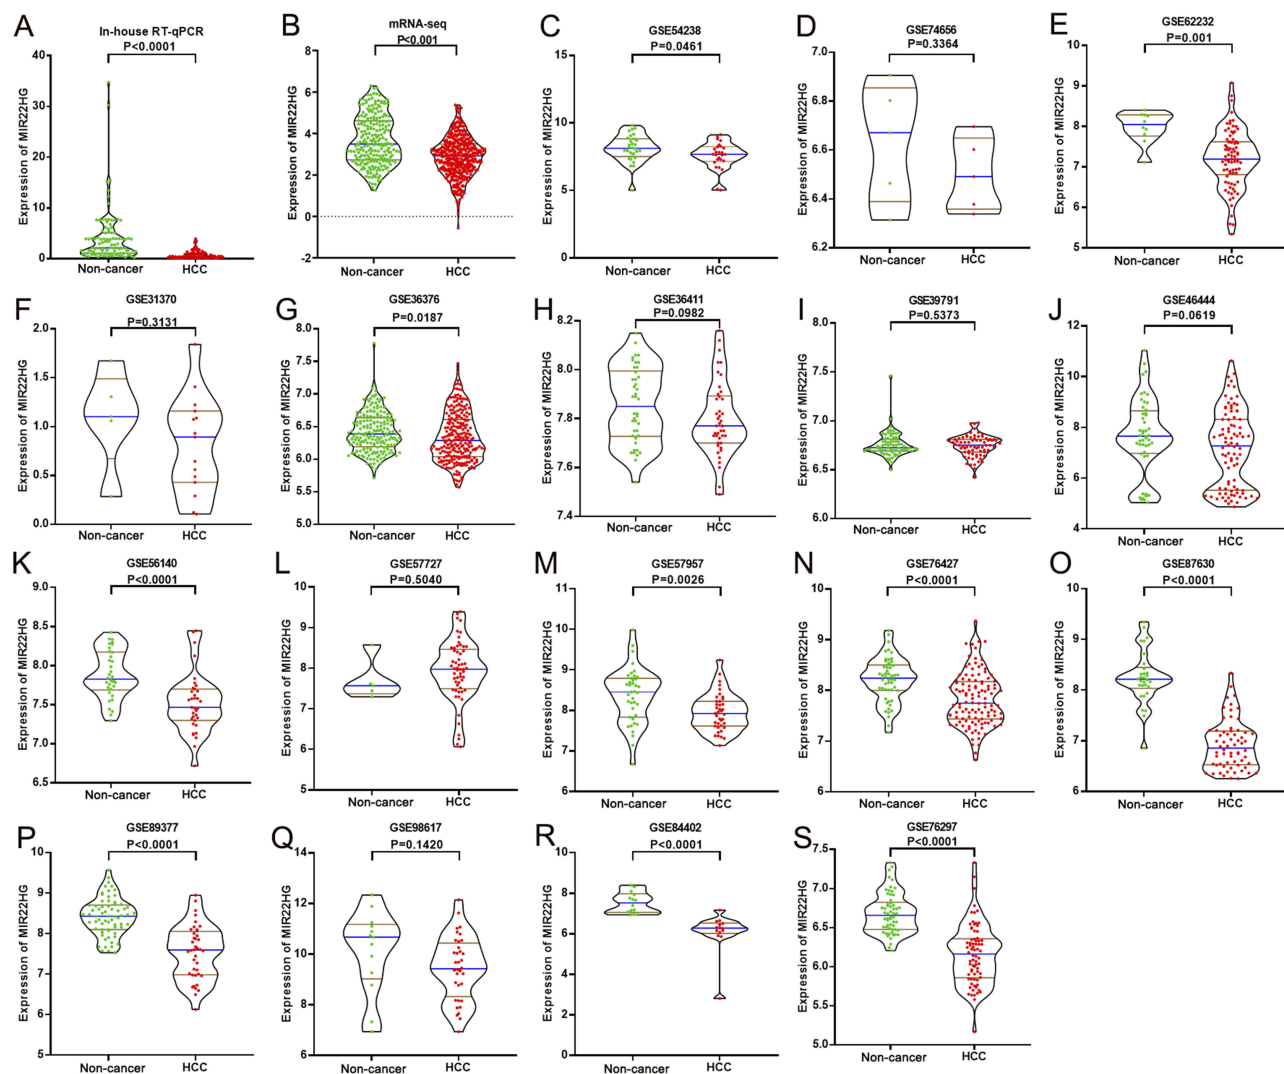 A
In-house RT-qPCR
P<0.0001
Expression of MIR22HG
40
30
20
10
0
Non-cancer HCC
B
mRNA-seq
P<0.001
Expression of MIR22HG
8
6
4
2
0
-2
Non-cancer HCC
C
GSE54238
P=0.0461
Expression of MIR22HG
15
10
5
0
Non-cancer HCC
D
GSE74656
P=0.3364
Expression of MIR22HG
7.0
6.8
6.6
6.4
6.2
Non-cancer HCC
E
GSE62232
P=0.001
Expression of MIR22HG
10
9
8
7
6
5
Non-cancer HCC
F
GSE31370
P=0.3131
Expression of MIR22HG
2.0
1.5
1.0
0.5
0.0
Non-cancer HCC
G
GSE36376
P=0.0187
Expression of MIR22HG
8.0
7.5
7.0
6.5
6.0
5.5
5.0
Non-cancer HCC
H
GSE36411
P=0.0982
Expression of MIR22HG
8.2
8.0
7.8
7.6
7.4
Non-cancer HCC
I
GSE39791
P=0.5373
Expression of MIR22HG
8.0
7.5
7.0
6.5
6.0
Non-cancer HCC
J
GSE46444
P=0.0619
Expression of MIR22HG
12
10
8
6
4
Non-cancer HCC
K
GSE56140
P<0.0001
Expression of MIR22HG
9.0
8.5
8.0
7.5
7.0
6.5
Non-cancer HCC
L
GSE57727
P=0.5040
Expression of MIR22HG
10
9
8
7
6
5
Non-cancer HCC
M
GSE57957
P=0.0026
Expression of MIR22HG
11
10
9
8
7
6
Non-cancer HCC
N
GSE76427
P<0.0001
Expression of MIR22HG
10
9
8
7
6
Non-cancer HCC
O
GSE87630
P<0.0001
Expression of MIR22HG
10
9
8
7
6
Non-cancer HCC
P
GSE89377
P<0.0001
Expression of MIR22HG
10
9
8
7
6
5
Non-cancer HCC
Q
GSE98617
P=0.1420
Expression of MIR22HG
14
12
10
8
6
Non-cancer HCC
R
GSE84402
P<0.0001
Expression of MIR22HG
10
8
6
4
2
0
Non-cancer HCC
S
GSE76297
P<0.0001
Expression of MIR22HG
7.5
7.0
6.5
6.0
5.5
5.0
Non-cancer HCC